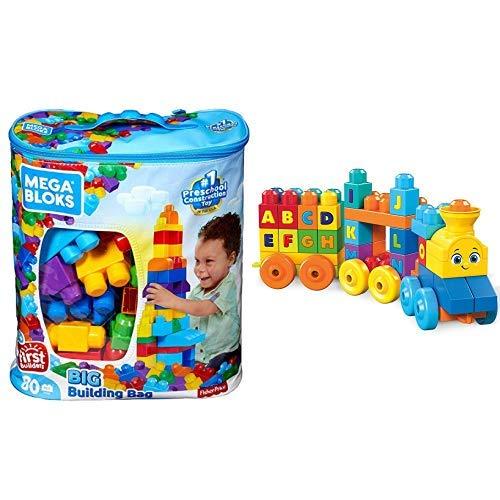 MEGA
BLOKS
#1
Preschool
Construction
Toy
first
builders
80
BIG
Building Bag
Fisher-Price
A B C D
E F G H
I
J
K
L
N
O